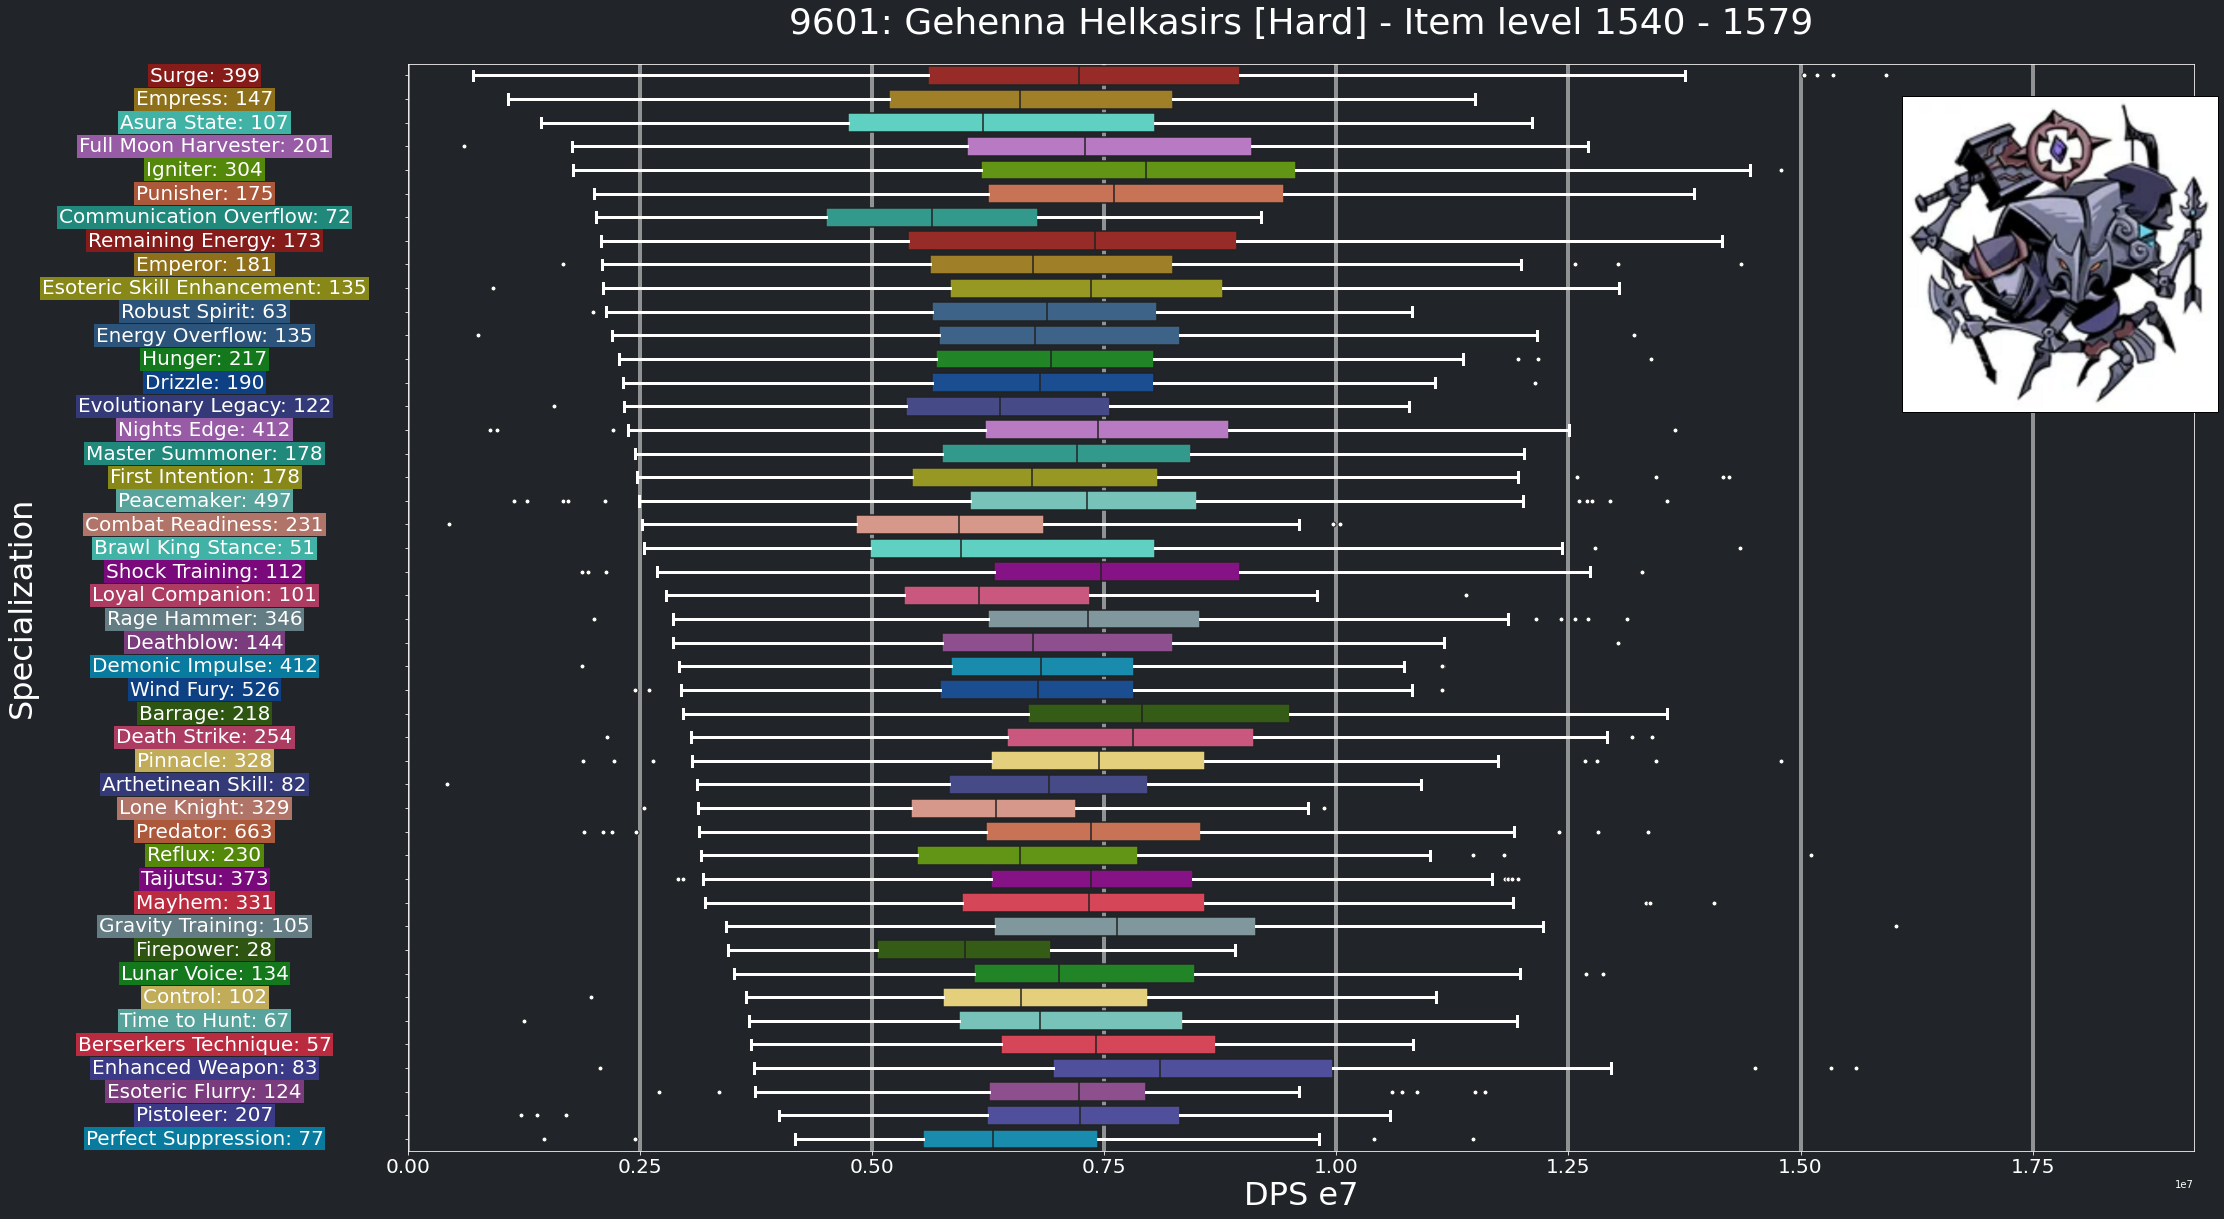 9601: Gehenna Helkasirs [Hard] - Item level 1540 - 1579
Surge: 399
Empress: 147
Asura State: 107
Full Moon Harvester: 201
Igniter: 304
Punisher: 175
Communication Overflow: 72
Remaining Energy: 173
Emperor: 181
Esoteric Skill Enhancement: 135
Robust Spirit: 63
Energy Overflow: 135
Hunger: 217
Drizzle: 190
Evolutionary Legacy: 122
Nights Edge: 412
Master Summoner: 178
First Intention: 178
Peacemaker: 497
Combat Readiness: 231
Brawl King Stance: 51
Shock Training: 112
Loyal Companion: 101
Rage Hammer: 346
Deathblow: 144
Demonic Impulse: 412
Wind Fury: 526
Barrage: 218
Death Strike: 254
Pinnacle: 328
Arthetinean Skill: 82
Lone Knight: 329
Predator: 663
Reflux: 230
Taijutsu: 373
Mayhem: 331
Gravity Training: 105
Firepower: 28
Lunar Voice: 134
Control: 102
Time to Hunt: 67
Berserkers Technique: 57
Enhanced Weapon: 83
Esoteric Flurry: 124
Pistoleer: 207
Perfect Suppression: 77
Specialization
0.00 0.25 0.50 0.75 1.00 1.25 1.50 1.75
1e7
DPS e7